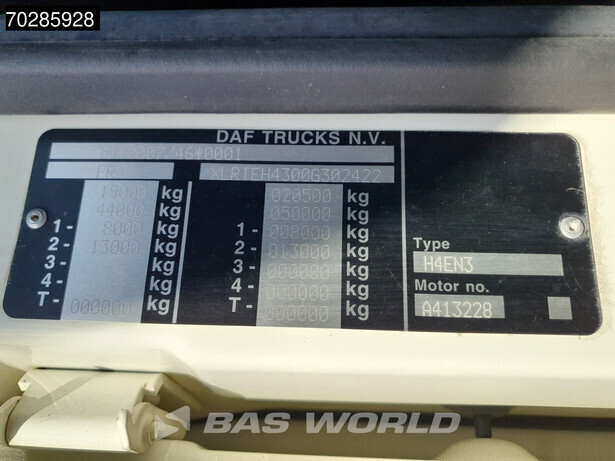 70285928
DAF TRUCKS N.V.
XLRTEH4300G302422
19000 kg 020500 kg
44000 kg 050000 kg
1- 8000 kg 1- 008000 kg
2- 13000 kg 2- 013000 kg
3- kg 3- 000000 kg
4- kg 4- 000000 kg
T- 000000 kg T- 000000 kg
Type
H4EN3
Motor no.
A413228
BAS WORLD